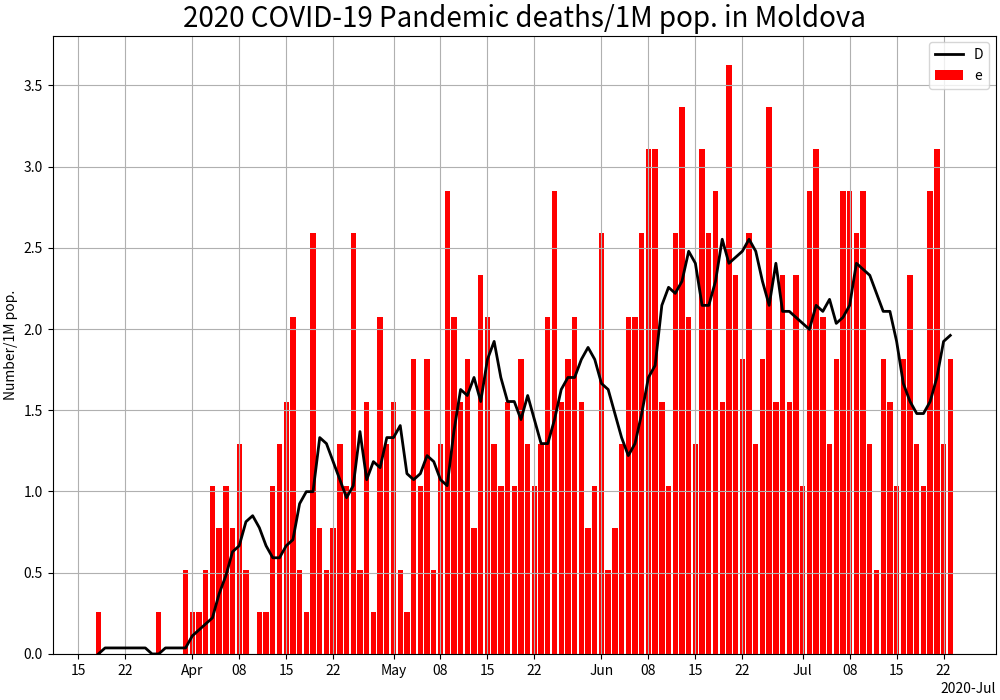 2020 COVID-19 Pandemic deaths/1M pop. in Moldova
D
e
Number/1M pop.
3.5
3.0
2.5
2.0
1.5
1.0
0.5
0.0
15 22 Apr 08 15 22 May 08 15 22 Jun 08 15 22 Jul 08 15 22
2020-Jul